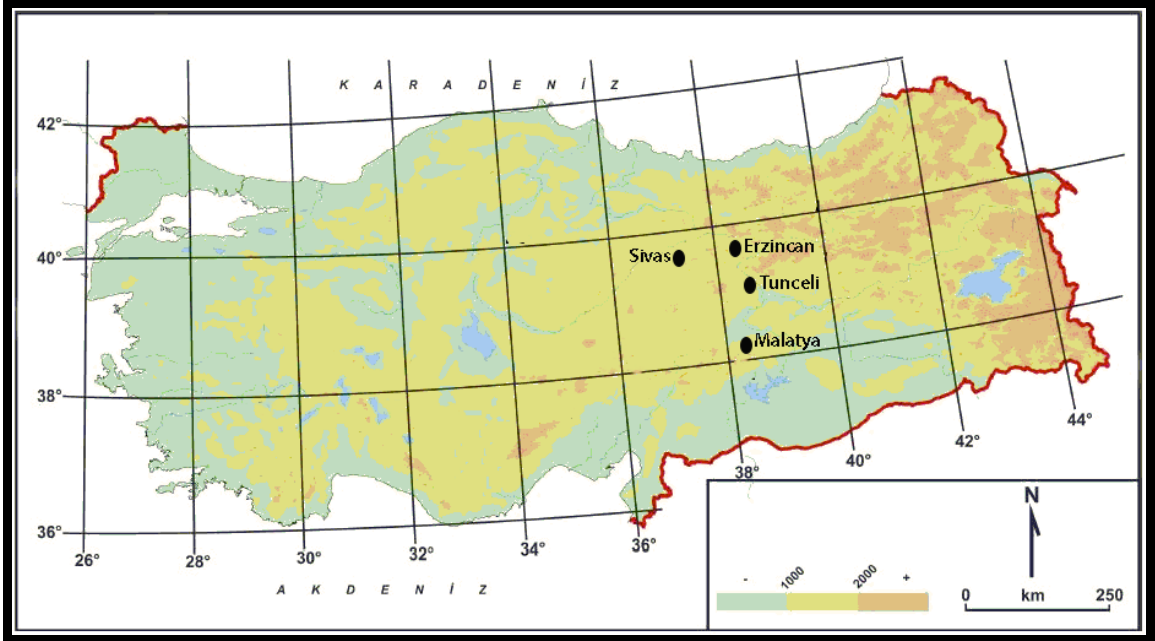 K A R A D E N İ Z
42°
40°
Sivas
Erzincan
Tunceli
Malatya
38°
36°
26°
28°
30°
32°
34°
36°
38°
40°
42°
44°
A K D E N İ Z
N
- 1000 2000 +
0 km 250